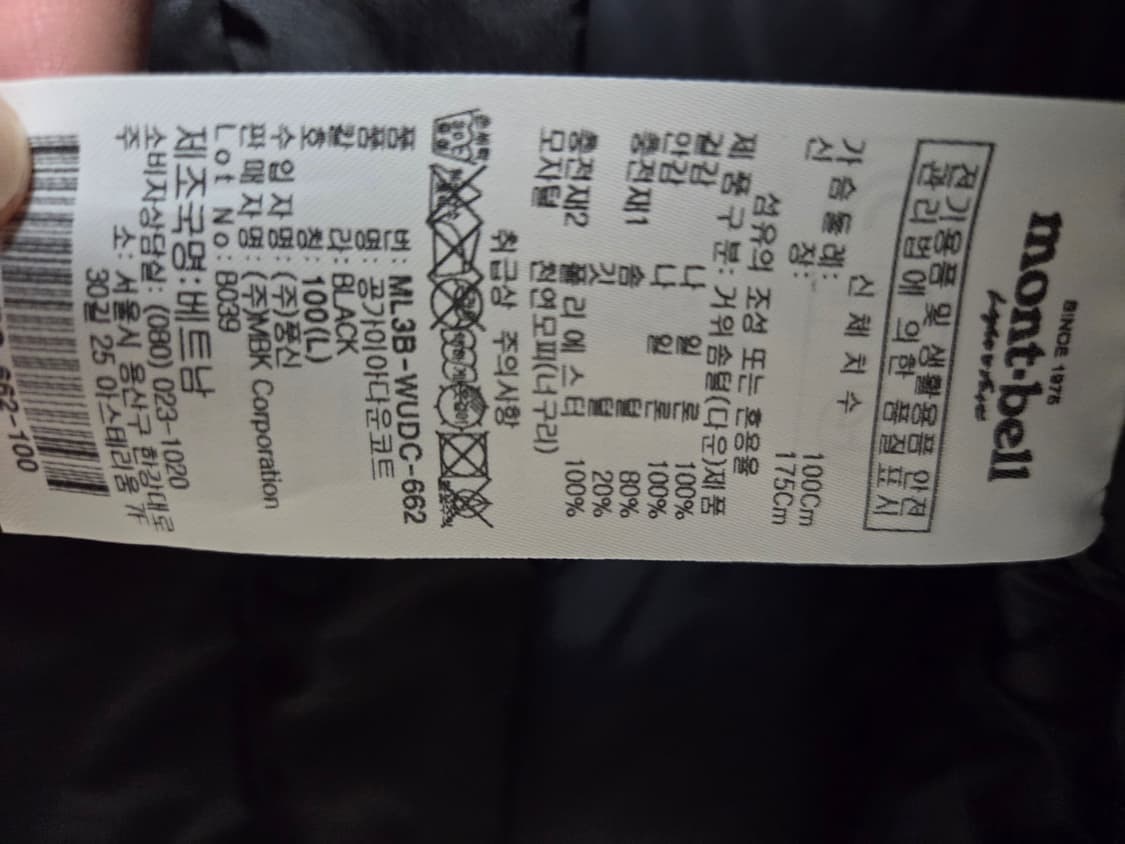 SINCE 1975
mont·bell
전기용품 및 생활용품 안전
관리법에 의한 품질표시
신체치수
가슴둘레: 100Cm
신장: 175Cm
섬유의 조성 또는 혼용율
제품구분: 거위솜털(다운)제품
겉감 나일론 100%
안감 나일론 100%
충전재1 솜털 80%
깃털 20%
충전재2 폴리에스터 100%
모자털 천연모피(너구리)
취급상 주의사항
품번: ML3B-WUDC-662
품명: 콩가이아다운코트
칼라: BLACK
호칭: 100(L)
수입자명: (주)풍신
판매자명: (주)MBK Corporation
Lot No: B039
제조국명: 베트남
소비자상담실: (080) 023-1020
주소: 서울시 용산구 한강대로
30길 25 아스테리움 가
662-100